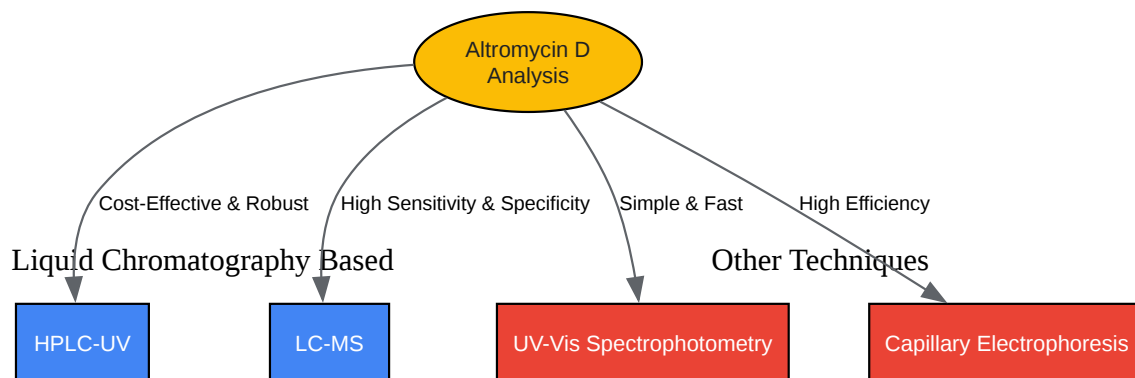 Altromycin D
Analysis
Cost-Effective & Robust
High Sensitivity & Specificity
Simple & Fast
High Efficiency
Liquid Chromatography Based
Other Techniques
HPLC-UV
LC-MS
UV-Vis Spectrophotometry
Capillary Electrophoresis